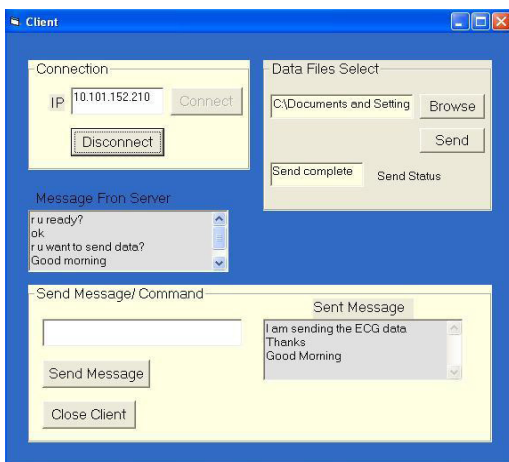 Client
Connection
IP 10.101.152.210 Connect
Disconnect
Data Files Select
C:\Documents and Setting Browse
Send
Send complete Send Status
Message Fron Server
r u ready?
ok
r u want to send data?
Good morning
Send Message/ Command
Send Message
Close Client
Sent Message
I am sending the ECG data
Thanks
Good Morning